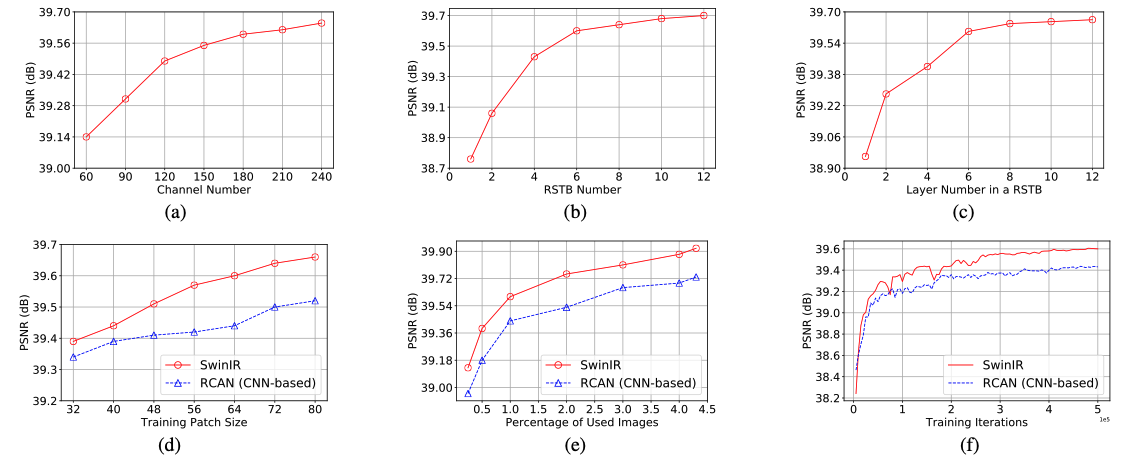 39.70
39.56
39.42
39.28
39.14
39.00
PSNR (dB)
60 90 120 150 180 210 240
Channel Number
(a)
39.7
39.5
39.3
39.1
38.9
38.7
PSNR (dB)
0 2 4 6 8 10 12
RSTB Number
(b)
39.70
39.54
39.38
39.22
39.06
38.90
PSNR (dB)
0 2 4 6 8 10 12
Layer Number in a RSTB
(c)
39.7
39.6
39.5
39.4
39.3
39.2
PSNR (dB)
SwinIR
RCAN (CNN-based)
32 40 48 56 64 72 80
Training Patch Size
(d)
39.90
39.72
39.54
39.36
39.18
39.00
PSNR (dB)
SwinIR
RCAN (CNN-based)
0.5 1.0 2.0 3.0 4.0 4.5
Percentage of Used Images
(e)
39.6
39.4
39.2
39.0
38.8
38.6
38.4
38.2
PSNR (dB)
SwinIR
RCAN (CNN-based)
0 1 2 3 4 5
1e5
Training Iterations
(f)